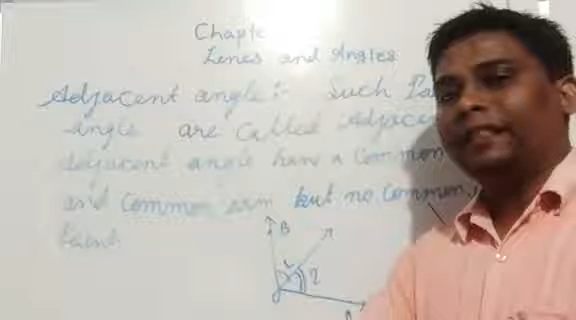 Chapte
Lines and Angles
Adjacent angle:- Such Pa
angle are called Adjace
Adjacent angle have a common
and common arm but no common
B
1 2
A